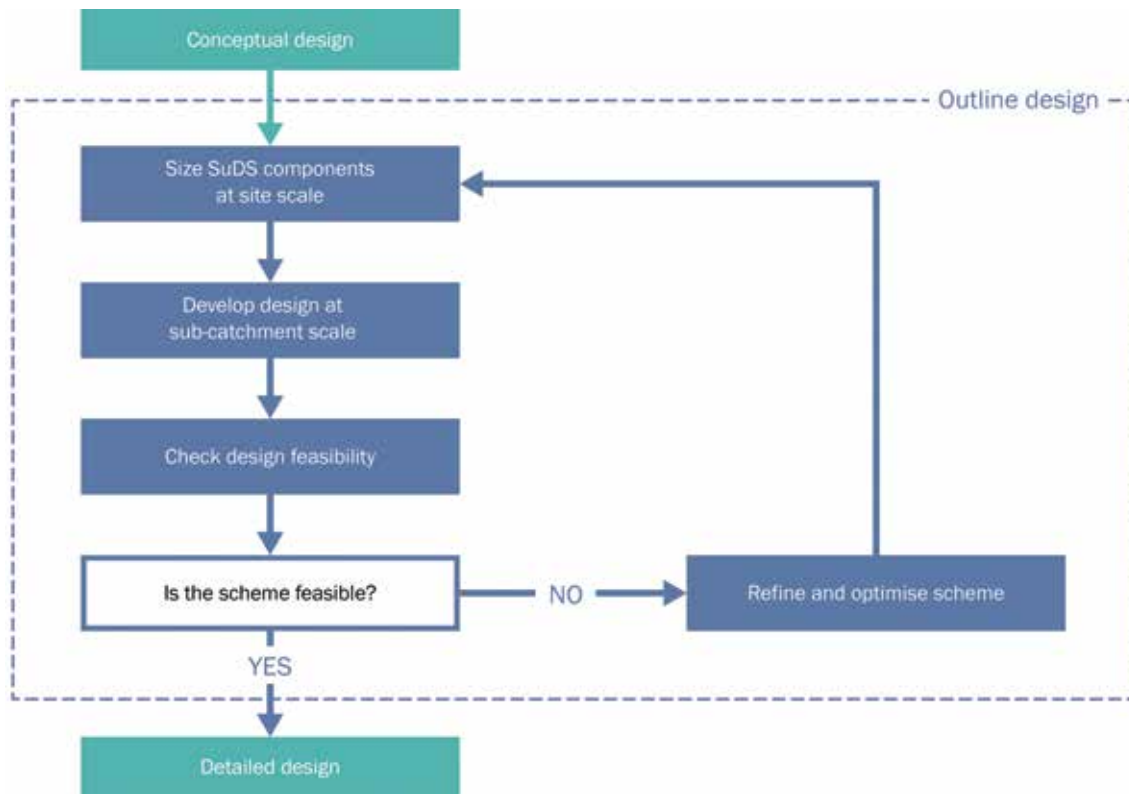 Conceptual design
Outline design
Size SuDS components
at site scale
Develop design at
sub-catchment scale
Check design feasibility
Is the scheme feasible?
NO
Refine and optimise scheme
YES
Detailed design